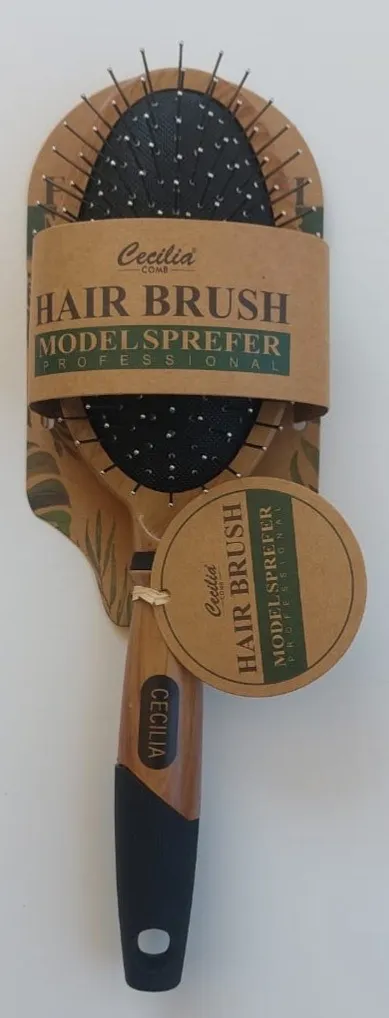 Cecilia®
COMB
HAIR BRUSH
MODELSPREFER
PROFESSIONAL
Cecilia
COMB
HAIR BRUSH
MODELSPREFER
PROFESSIONAL
CECILIA